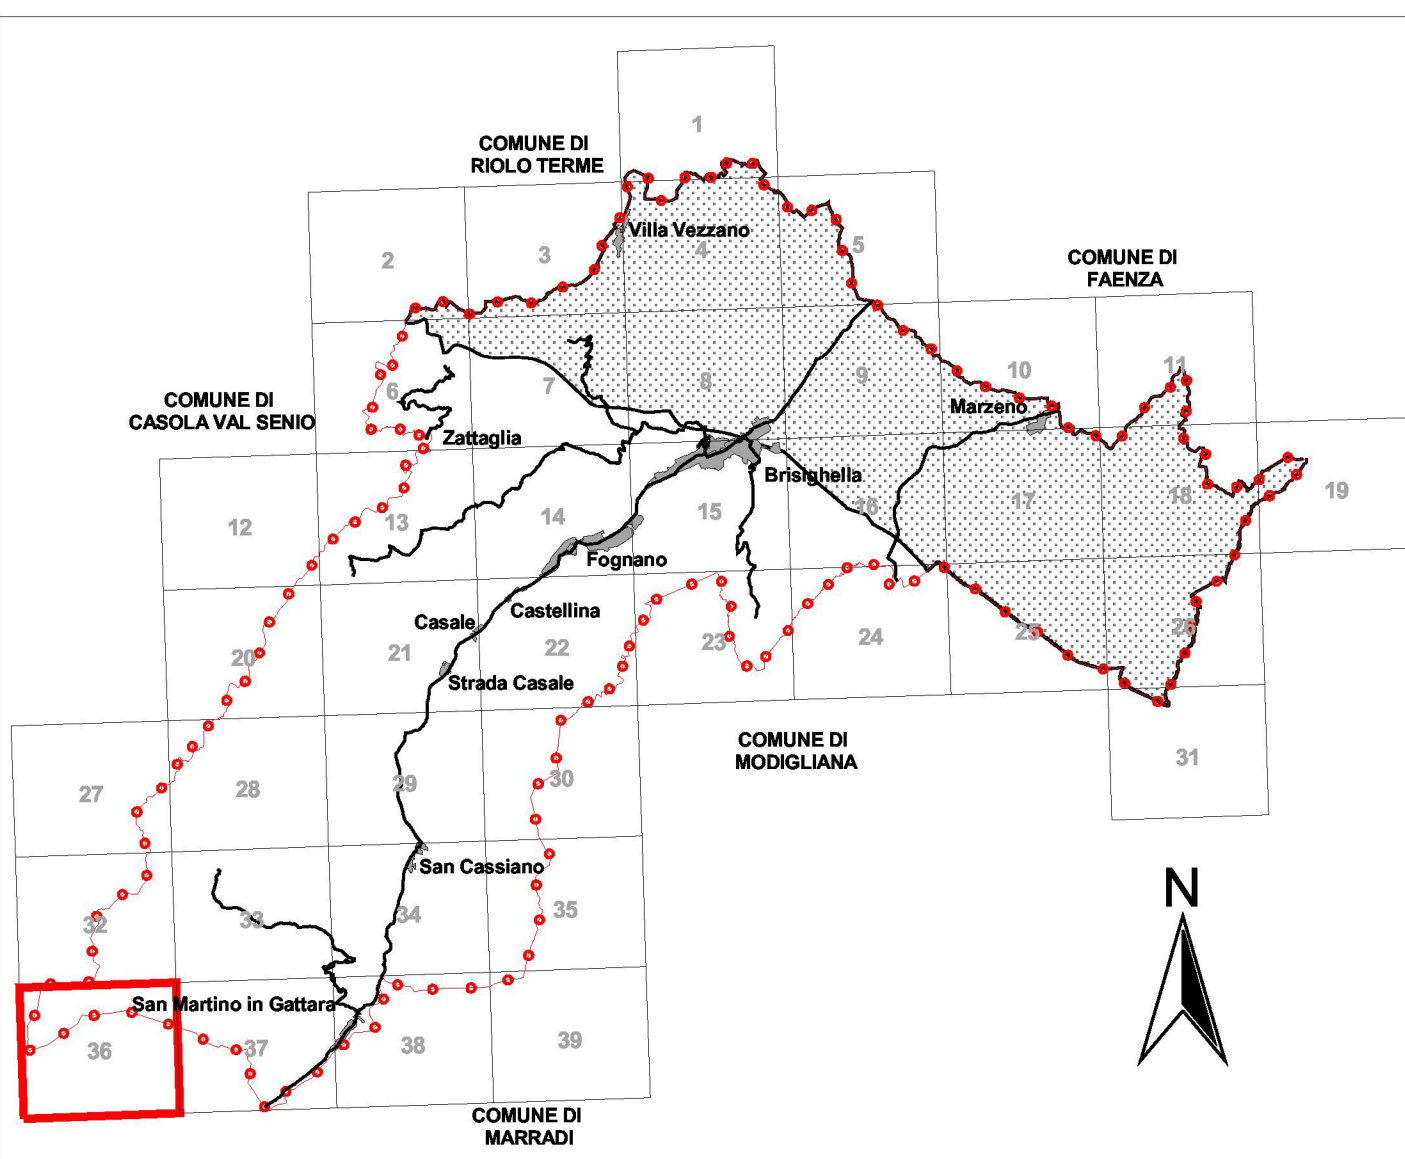 1
COMUNE DI
RIOLO TERME
Villa Vezzano
2
3
4
5
COMUNE DI
FAENZA
COMUNE DI
CASOLA VAL SENIO
6
7
8
9
10
11
Marzeno
Zattaglia
Brisighella
12
13
14
15
16
17
18
19
Fognano
Castellina
Casale
20
21
22
23
24
25
26
Strada Casale
COMUNE DI
MODIGLIANA
27
28
29
30
31
San Cassiano
N
32
33
34
35
San Martino in Gattara
36
37
38
39
COMUNE DI
MARRADI